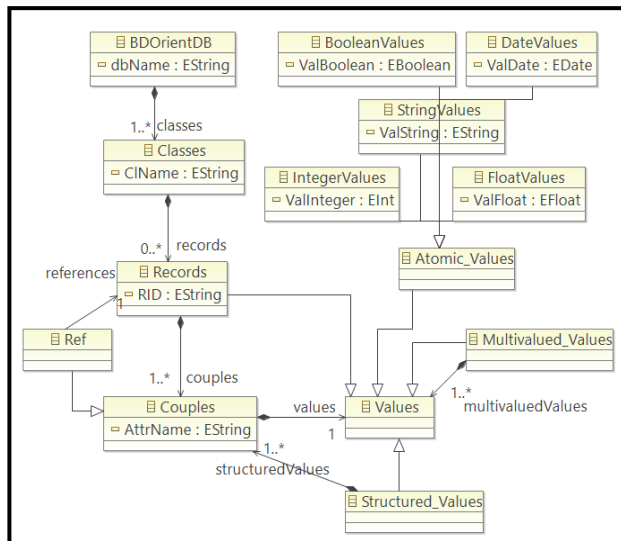 BDOrientDB
dbName : EString
BooleanValues
ValBoolean : EBoolean
DateValues
ValDate : EDate
StringValues
ValString : EString
1..* classes
Classes
ClName : EString
IntegerValues
ValInteger : EInt
FloatValues
ValFloat : EFloat
0..* records
references
Records
RID : EString
1
Atomic_Values
Ref
Multivalued_Values
1..* couples
1..*
multivaluedValues
Couples
AttrName : EString
values
1
Values
1..*
structuredValues
Structured_Values